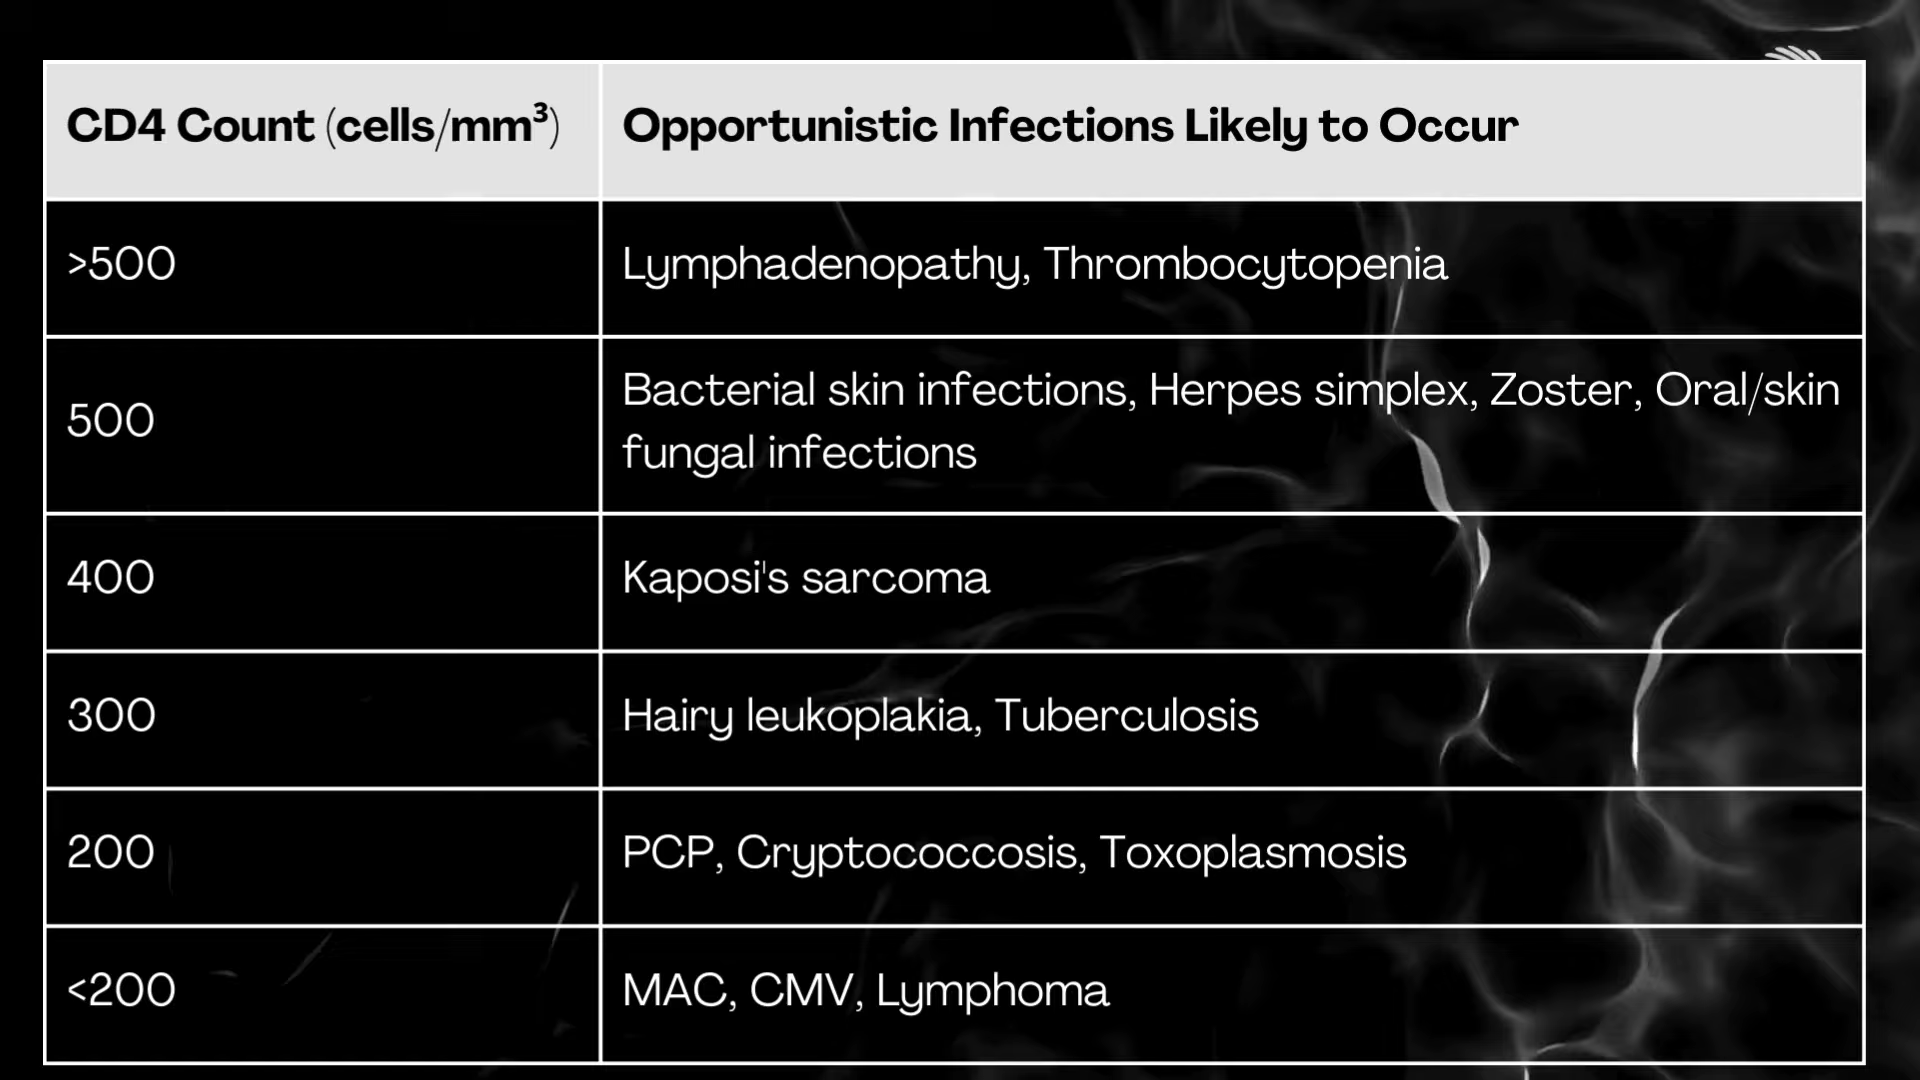 CD4 Count (cells/mm³)
Opportunistic Infections Likely to Occur
>500
Lymphadenopathy, Thrombocytopenia
500
Bacterial skin infections, Herpes simplex, Zoster, Oral/skin
fungal infections
400
Kaposi's sarcoma
300
Hairy leukoplakia, Tuberculosis
200
PCP, Cryptococcosis, Toxoplasmosis
<200
MAC, CMV, Lymphoma